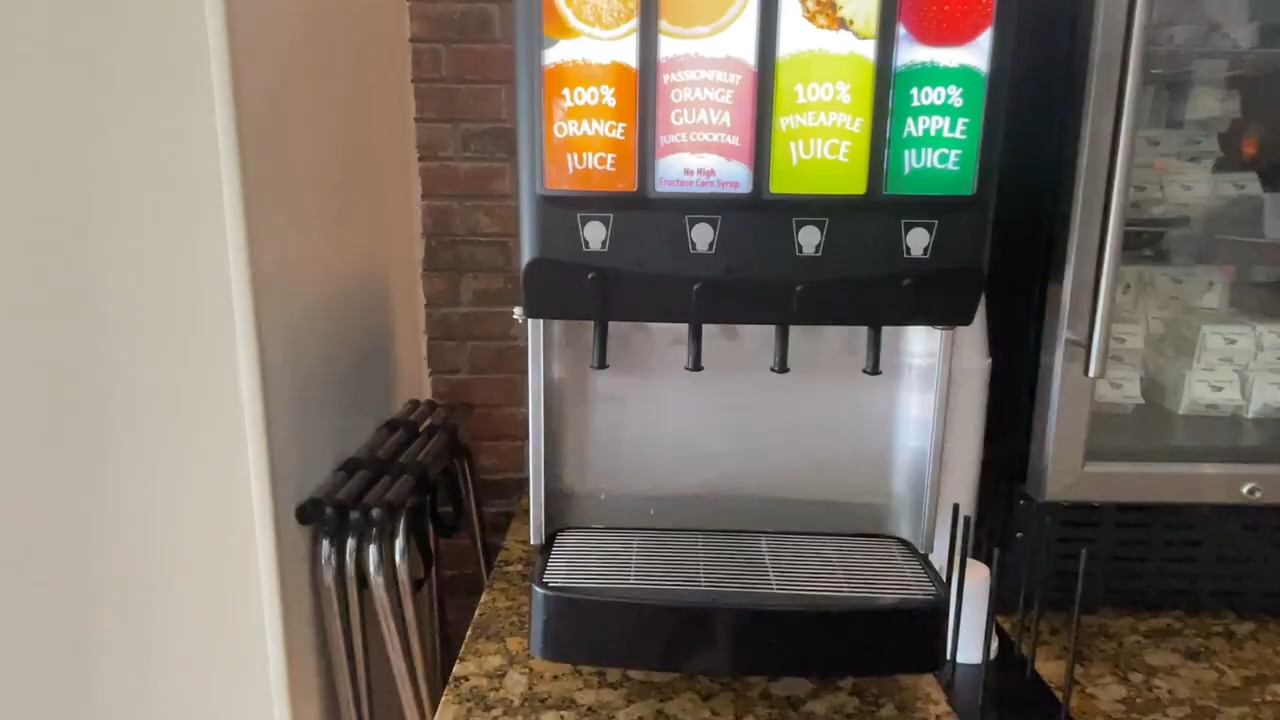 100%
ORANGE
JUICE
PASSIONFRUIT
ORANGE
GUAVA
JUICE COCKTAIL
No High
Fructose Corn Syrup
100%
PINEAPPLE
JUICE
100%
APPLE
JUICE